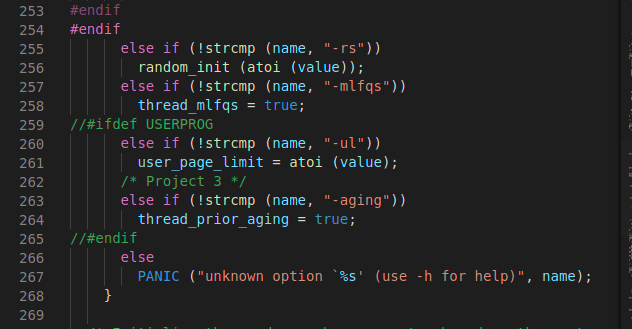 253 #endif
254 #endif
255 else if (!strcmp (name, "-rs"))
256 random_init (atoi (value));
257 else if (!strcmp (name, "-mlfqs"))
258 thread_mlfqs = true;
259 //#ifdef USERPROG
260 else if (!strcmp (name, "-ul"))
261 user_page_limit = atoi (value);
262 /* Project 3 */
263 else if (!strcmp (name, "-aging"))
264 thread_prior_aging = true;
265 //#endif
266 else
267 PANIC ("unknown option `%s' (use -h for help)", name);
268 }
269